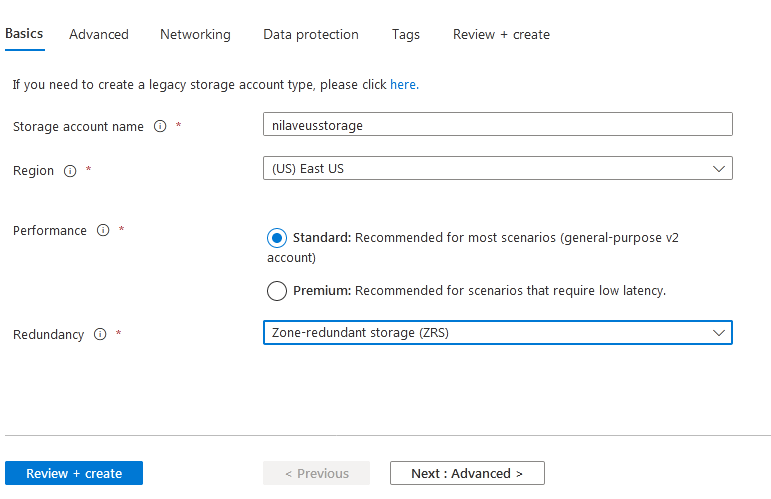 Basics Advanced Networking Data protection Tags Review + create
If you need to create a legacy storage account type, please click here.
Storage account name * nilaveusstorage
Region * (US) East US
Performance * Standard: Recommended for most scenarios (general-purpose v2
account)
Premium: Recommended for scenarios that require low latency.
Redundancy * Zone-redundant storage (ZRS)
Review + create < Previous Next : Advanced >